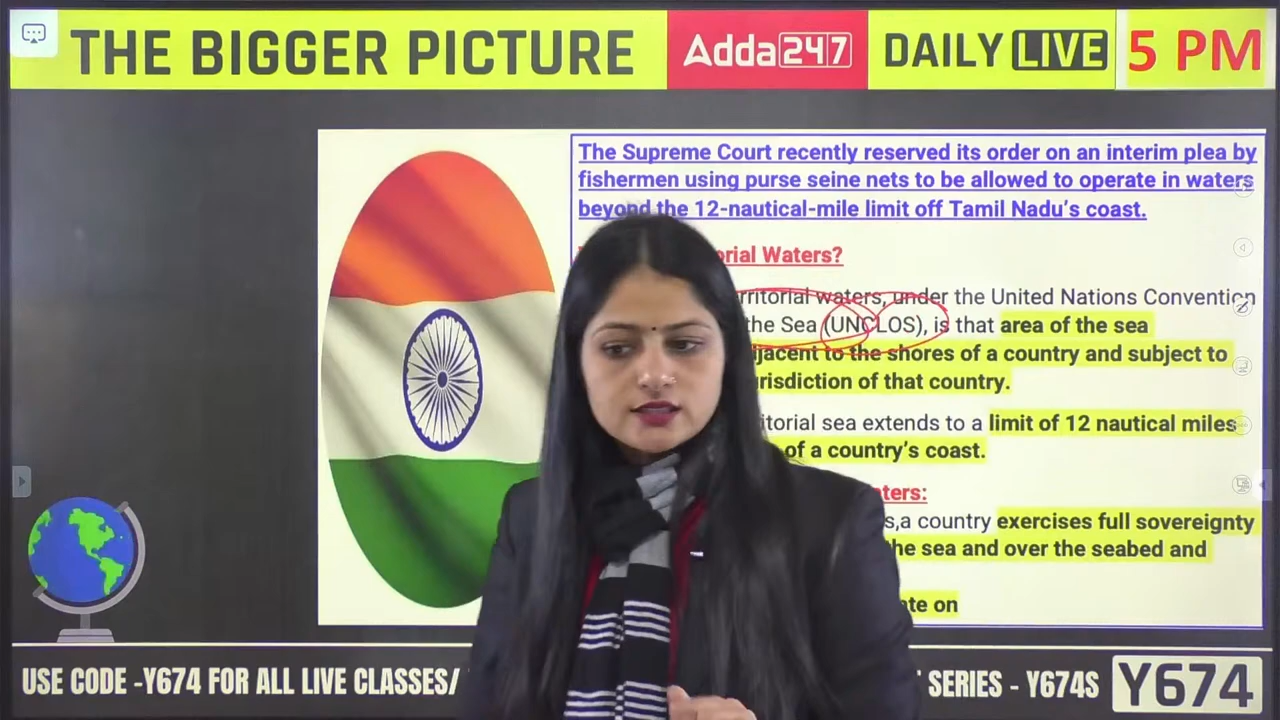 THE BIGGER PICTURE
Adda247
DAILY LIVE
5 PM
The Supreme Court recently reserved its order on an interim plea by
fishermen using purse seine nets to be allowed to operate in waters
beyond the 12-nautical-mile limit off Tamil Nadu's coast.
orial Waters?
rritorial waters, under the United Nations Convention
the Sea (UNCLOS), is that area of the sea
jacent to the shores of a country and subject to
urisdiction of that country.
itorial sea extends to a limit of 12 nautical miles
of a country's coast.
ters:
s,a country exercises full sovereignty
he sea and over the seabed and
ate on
USE CODE -Y674 FOR ALL LIVE CLASSES/
SERIES - Y674S
Y674